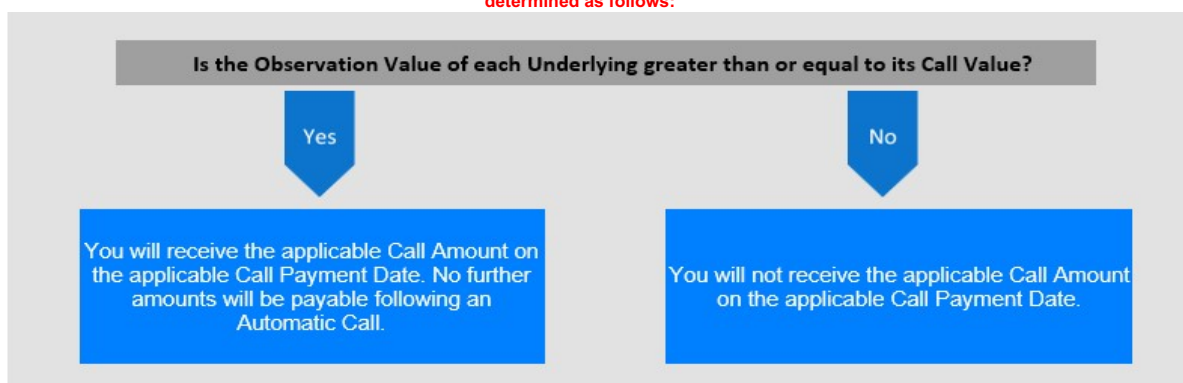 determined as follows:
Is the Observation Value of each Underlying greater than or equal to its Call Value?
Yes
No
You will receive the applicable Call Amount on
the applicable Call Payment Date. No further
amounts will be payable following an
Automatic Call.
You will not receive the applicable Call Amount
on the applicable Call Payment Date.